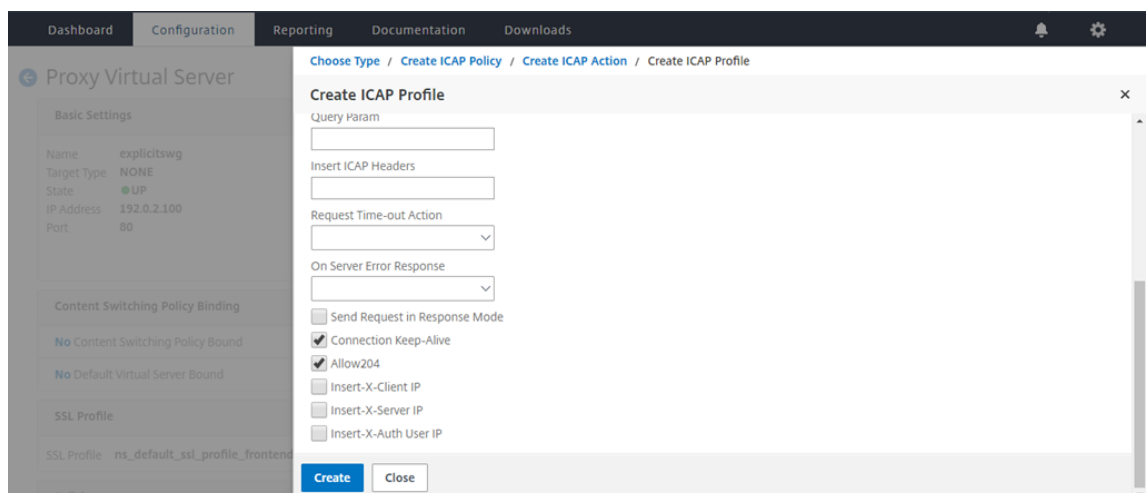 Dashboard Configuration Reporting Documentation Downloads
Proxy Virtual Server
Basic Settings
Name explicitswg
Target Type NONE
State UP
IP Address 192.0.2.100
Port 80
Content Switching Policy Binding
No Content Switching Policy Bound
No Default Virtual Server Bound
SSL Profile
SSL Profile ns_default_ssl_profile_frontend
Choose Type / Create ICAP Policy / Create ICAP Action / Create ICAP Profile
Create ICAP Profile ×
Query Param
Insert ICAP Headers
Request Time-out Action
On Server Error Response
Send Request in Response Mode
Connection Keep-Alive
Allow204
Insert-X-Client IP
Insert-X-Server IP
Insert-X-Auth User IP
Create Close